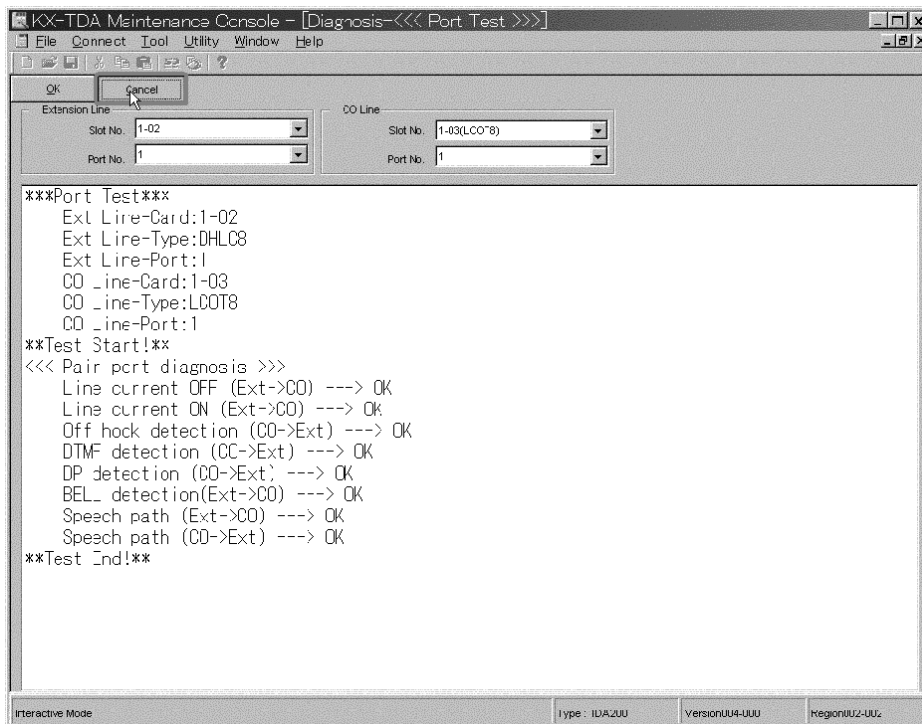 KX-TDA Maintenance Console - [Diagnosis-<<< Port Test >>>]
File Connect Tool Utility Window Help
OK Cancel
Extension Line CO Line
Slot No. 1-02 Slot No. 1-03(LCOT8)
Port No. 1 Port No. 1
***Port Test***
Ext Line-Card:1-02
Ext Line-Type:DHLC8
Ext Line-Port:1
CO Line-Card:1-03
CO Line-Type:LCOT8
CO Line-Port:1
**Test Start!**
<<< Pair port diagnosis >>>
Line current OFF (Ext->CO) ---> OK
Line current ON (Ext->CO) ---> OK
Off hock detection (CO->Ext) ---> OK
DTMF detection (CO->Ext) ---> OK
DP detection (CO->Ext) ---> OK
BELL detection(Ext->CO) ---> OK
Speech path (Ext->CO) ---> OK
Speech path (CO->Ext) ---> OK
**Test End!**
Interactive Mode Type : TDA200 Version004-000 Region002-002